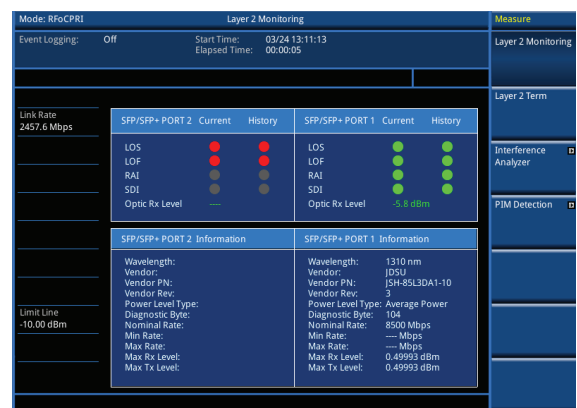 Mode: RFoCPRI Layer 2 Monitoring Measure
Event Logging: Off Start Time: 03/24 13:11:13
Elapsed Time: 00:00:05
Layer 2 Monitoring
Layer 2 Term
Interference
Analyzer
PIM Detection
Link Rate
2457.6 Mbps
Limit Line
-10.00 dBm
SFP/SFP+ PORT 2 Current History
LOS
LOF
RAI
SDI
Optic Rx Level ----
SFP/SFP+ PORT 1 Current History
LOS
LOF
RAI
SDI
Optic Rx Level -5.8 dBm
SFP/SFP+ PORT 2 Information
Wavelength:
Vendor:
Vendor PN:
Vendor Rev:
Power Level Type:
Diagnostic Byte:
Nominal Rate:
Min Rate:
Max Rate:
Max Rx Level:
Max Tx Level:
SFP/SFP+ PORT 1 Information
Wavelength: 1310 nm
Vendor: JDSU
Vendor PN: JSH-85L3DA1-10
Vendor Rev: 3
Power Level Type: Average Power
Diagnostic Byte: 104
Nominal Rate: 8500 Mbps
Min Rate: ---- Mbps
Max Rate: ---- Mbps
Max Rx Level: 0.49993 dBm
Max Tx Level: 0.49993 dBm